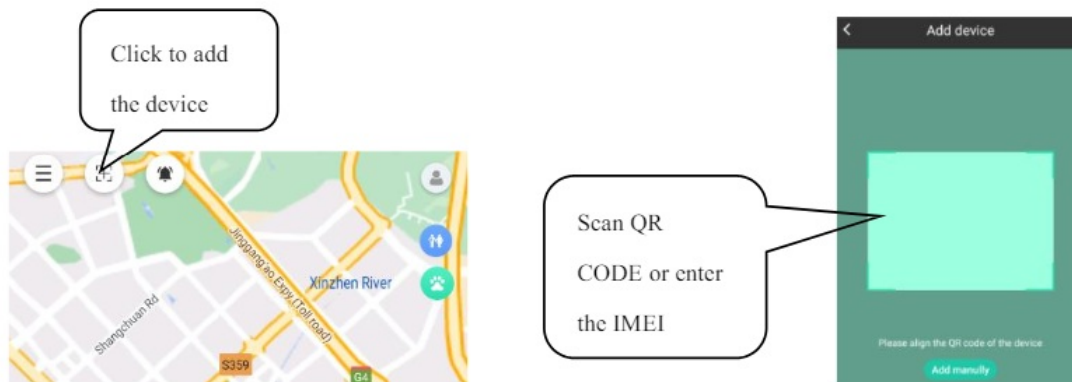 Click to add
the device
Jinggang'ao Expy (Toll road)
Xinzhen River
Shangchuan Rd
S359
G4
Add device
Scan QR
CODE or enter
the IMEI
Please align the QR code of the device
Add manully